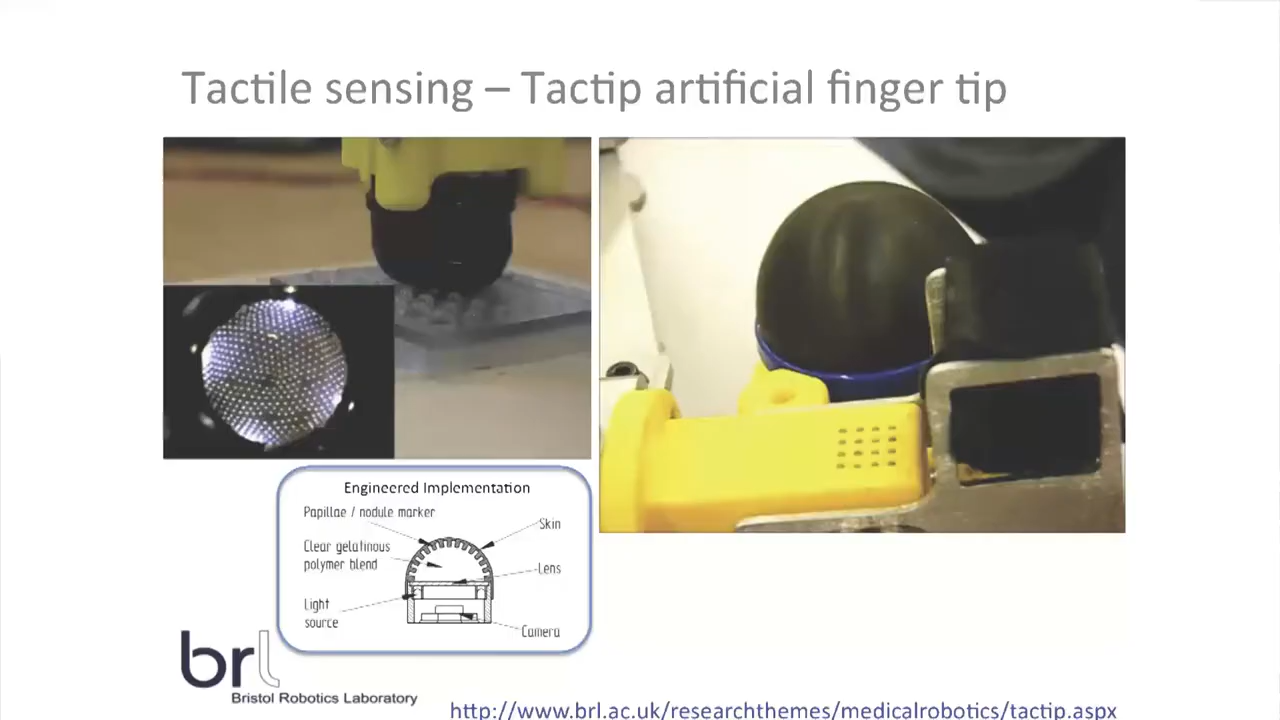 Tactile sensing – Tactip artificial finger tip
Engineered Implementation
Papillae / nodule marker
Skin
Clear gelatinous
polymer blend
Lens
Light
source
Camera
brl
Bristol Robotics Laboratory
http://www.brl.ac.uk/researchthemes/medicalrobotics/tactip.aspx